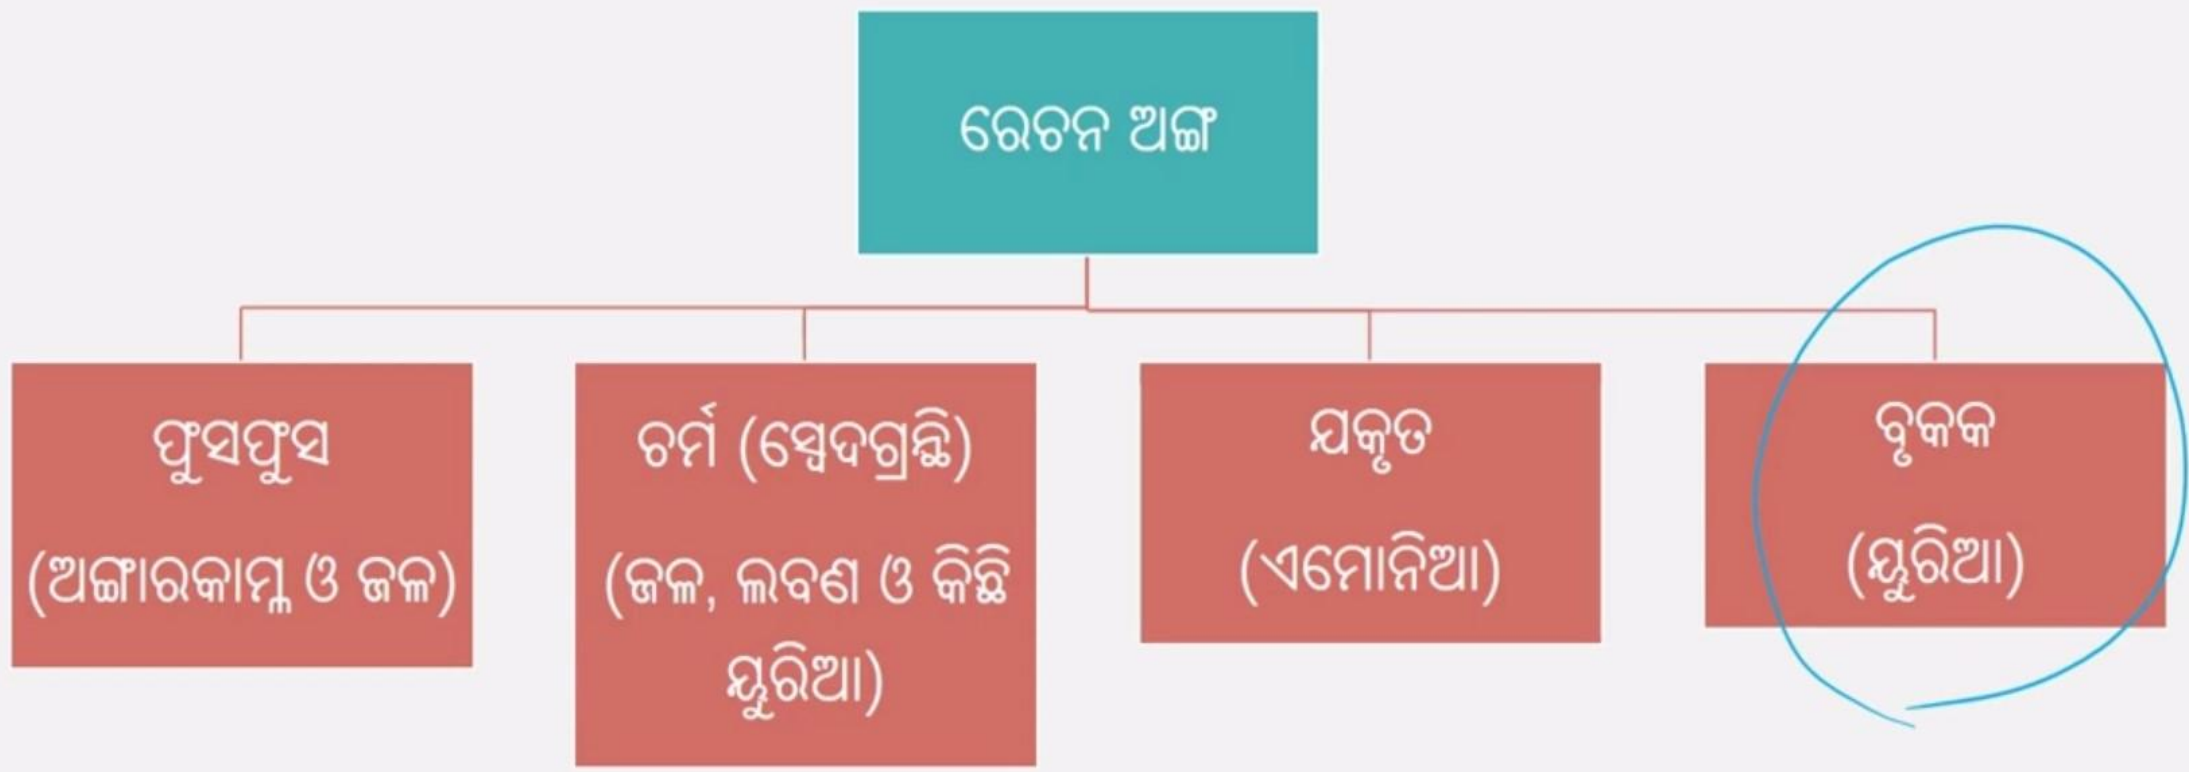 ରେଚନ ଅଙ୍ଗ
ଫୁସଫୁସ
(ଅଙ୍ଗାରକାମ୍ଳ ଓ ଜଳ)
ଚର୍ମ (ସ୍ୱେଦଗ୍ରନ୍ଥି)
(ଜଳ, ଲବଣ ଓ କିଛି
ୟୁରିଆ)
ଯକୃତ
(ଏମୋନିଆ)
ବୃକକ
(ୟୁରିଆ)